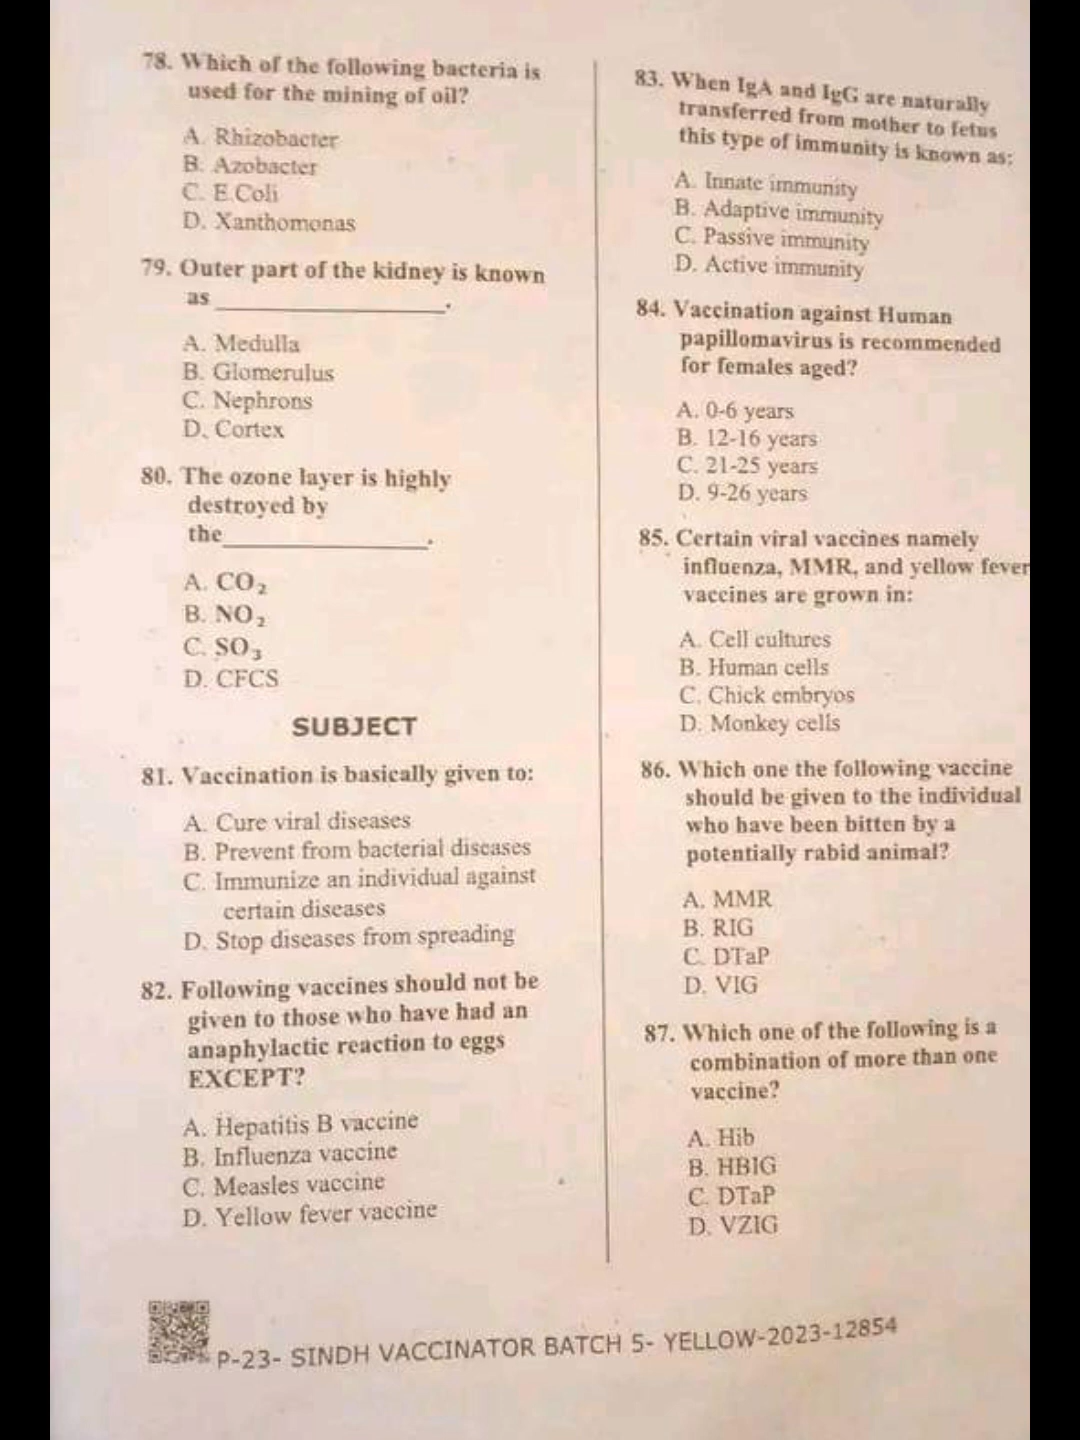 78. Which of the following bacteria is
used for the mining of oil?
A. Rhizobacter
B. Azobacter
C. E.Coli
D. Xanthomonas
79. Outer part of the kidney is known
as ____________________.
A. Medulla
B. Glomerulus
C. Nephrons
D. Cortex
80. The ozone layer is highly
destroyed by
the__________________.
A. CO₂
B. NO₂
C. SO₃
D. CFCS
SUBJECT
81. Vaccination is basically given to:
A. Cure viral diseases
B. Prevent from bacterial diseases
C. Immunize an individual against
certain diseases
D. Stop diseases from spreading
82. Following vaccines should not be
given to those who have had an
anaphylactic reaction to eggs
EXCEPT?
A. Hepatitis B vaccine
B. Influenza vaccine
C. Measles vaccine
D. Yellow fever vaccine
83. When IgA and IgG are naturally
transferred from mother to fetus
this type of immunity is known as:
A. Innate immunity
B. Adaptive immunity
C. Passive immunity
D. Active immunity
84. Vaccination against Human
papillomavirus is recommended
for females aged?
A. 0-6 years
B. 12-16 years
C. 21-25 years
D. 9-26 years
85. Certain viral vaccines namely
influenza, MMR, and yellow fever
vaccines are grown in:
A. Cell cultures
B. Human cells
C. Chick embryos
D. Monkey cells
86. Which one the following vaccine
should be given to the individual
who have been bitten by a
potentially rabid animal?
A. MMR
B. RIG
C. DTaP
D. VIG
87. Which one of the following is a
combination of more than one
vaccine?
A. Hib
B. HBIG
C. DTaP
D. VZIG
P-23- SINDH VACCINATOR BATCH 5- YELLOW-2023-12854